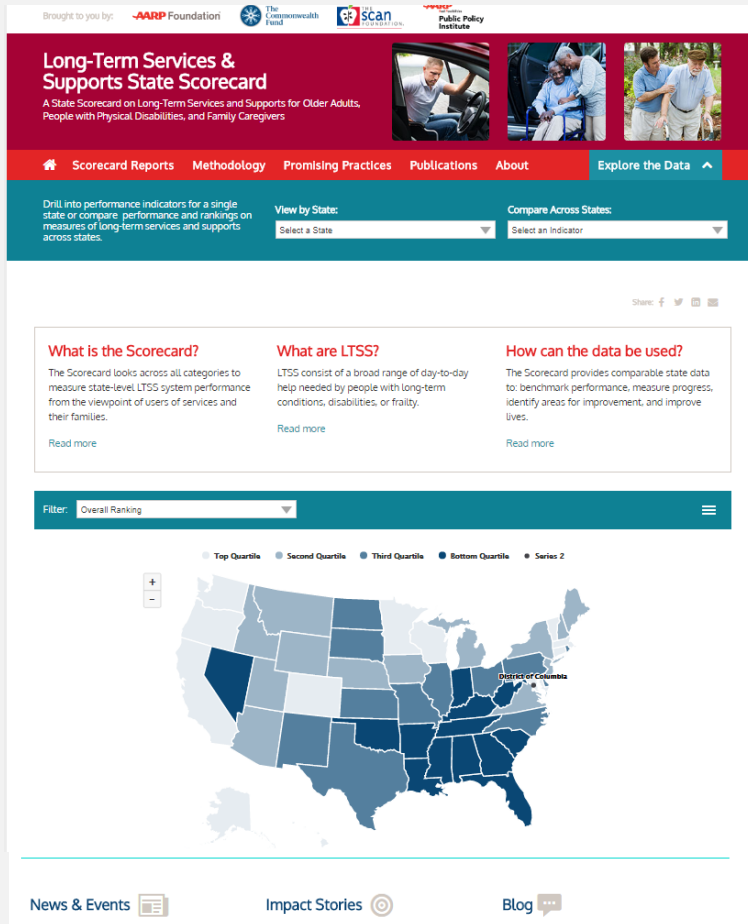 Brought to you by:
AARP Foundation
The
Commonwealth
Fund
THE
scan
FOUNDATION.
Public Policy
Institute
Long-Term Services &
Supports State Scorecard
A State Scorecard on Long-Term Services and Supports for Older Adults,
People with Physical Disabilities, and Family Caregivers
Scorecard Reports Methodology Promising Practices Publications About Explore the Data
Drill into performance indicators for a single
state or compare performance and rankings on
measures of long-term services and supports
across states.
View by State:
Select a State
Compare Across States:
Select an Indicator
Share:
What is the Scorecard?
The Scorecard looks across all categories to
measure state-level LTSS system performance
from the viewpoint of users of services and
their families.
Read more
What are LTSS?
LTSS consist of a broad range of day-to-day
help needed by people with long-term
conditions, disabilities, or frailty.
Read more
How can the data be used?
The Scorecard provides comparable state data
to: benchmark performance, measure progress,
identify areas for improvement, and improve
lives.
Read more
Filter: Overall Ranking
Top Quartile Second Quartile Third Quartile Bottom Quartile Series 2
+
−
District of Columbia
News & Events Impact Stories Blog